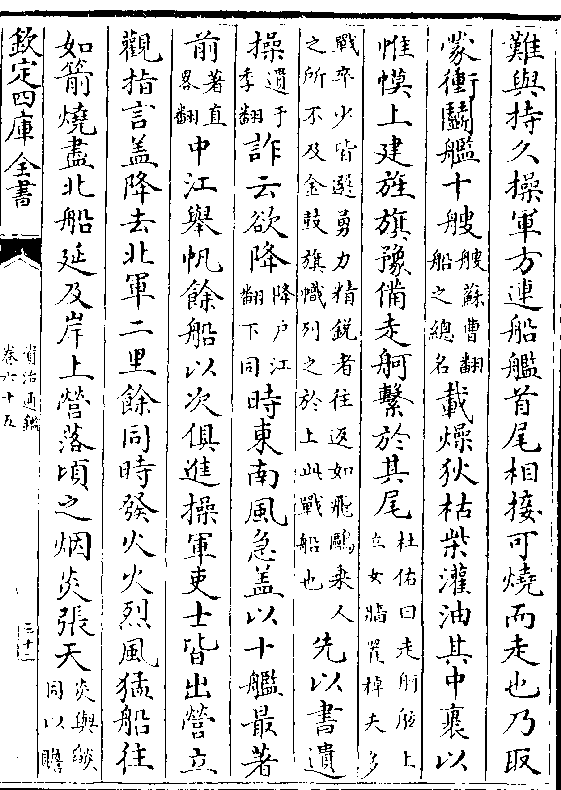 難與持久操軍方連船艦首尾相接可燒而走也乃取
蒙衝鬬艦十艘艘蘇曹翻船之總名載燥荻枯柴灌油其中裹以
帷幙上建旌旗豫備走舸繫於其尾杜佑曰走舸舷上立女牆置棹夫多
戰卒少皆選勇力精銳者往返如飛鷗乘人之所不及金鼓旗幟列之於上此戰船也先以書遺
操遺于季翻詐云欲降降户江翻下同時東南風急盖以十艦最著
前著直畧翻中江舉帆餘船以次俱進操軍吏士皆出營立
觀指言盖降去北軍二里餘同時發火火烈風猛船往
如箭燒盡北船延及岸上營落頃之烟炎張天炎與燄同以贍
欽定四庫全書
資治通鑑
卷六十五
三十二